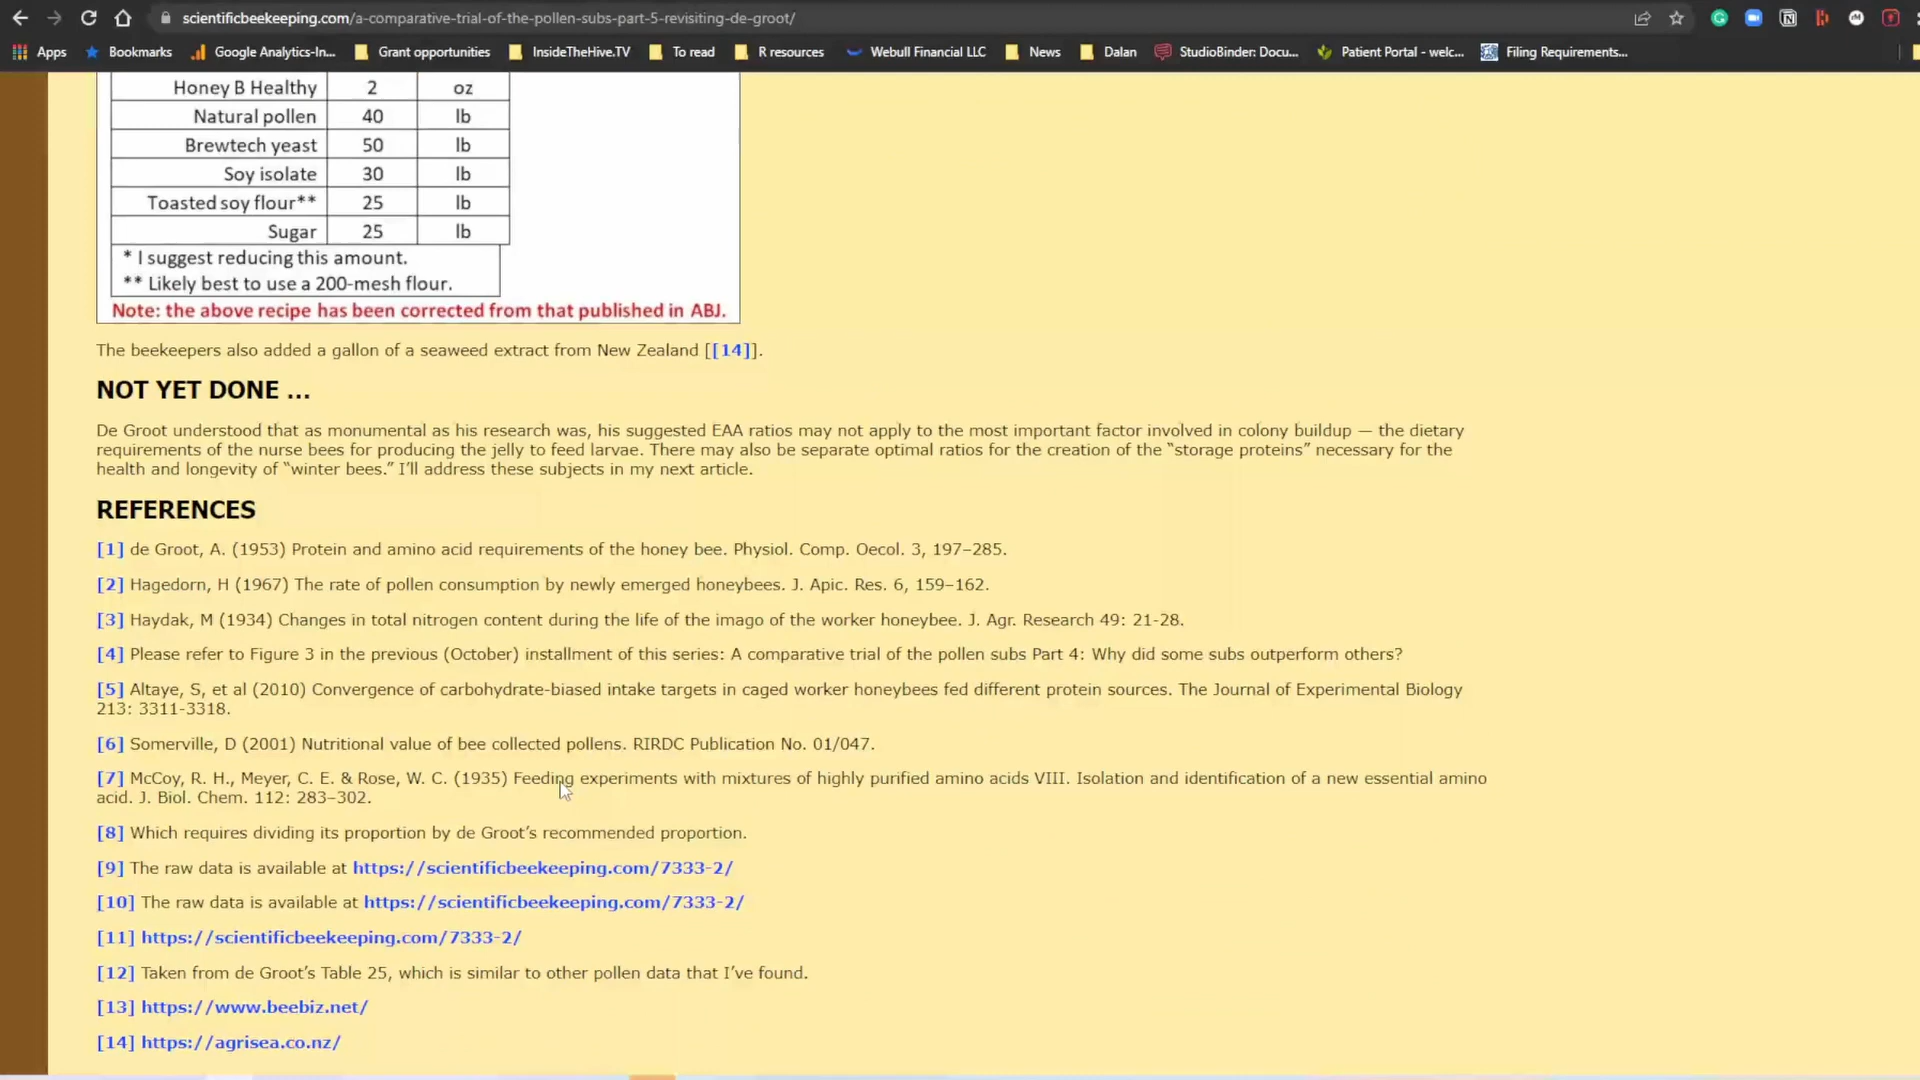 scientificbeekeeping.com/a-comparative-trial-of-the-pollen-subs-part-5-revisiting-de-groot/
Apps Bookmarks Google Analytics-In... Grant opportunities InsideTheHive.TV To read R resources Webull Financial LLC News Dalan StudioBinder: Docu... Patient Portal - welc... Filing Requirements...
Honey B Healthy 2 oz
Natural pollen 40 lb
Brewtech yeast 50 lb
Soy isolate 30 lb
Toasted soy flour** 25 lb
Sugar 25 lb
* I suggest reducing this amount.
** Likely best to use a 200-mesh flour.
Note: the above recipe has been corrected from that published in ABJ.
The beekeepers also added a gallon of a seaweed extract from New Zealand [[14]].
NOT YET DONE …
De Groot understood that as monumental as his research was, his suggested EAA ratios may not apply to the most important factor involved in colony buildup — the dietary
requirements of the nurse bees for producing the jelly to feed larvae. There may also be separate optimal ratios for the creation of the “storage proteins” necessary for the
health and longevity of “winter bees.” I’ll address these subjects in my next article.
REFERENCES
[1] de Groot, A. (1953) Protein and amino acid requirements of the honey bee. Physiol. Comp. Oecol. 3, 197–285.
[2] Hagedorn, H (1967) The rate of pollen consumption by newly emerged honeybees. J. Apic. Res. 6, 159–162.
[3] Haydak, M (1934) Changes in total nitrogen content during the life of the imago of the worker honeybee. J. Agr. Research 49: 21-28.
[4] Please refer to Figure 3 in the previous (October) installment of this series: A comparative trial of the pollen subs Part 4: Why did some subs outperform others?
[5] Altaye, S, et al (2010) Convergence of carbohydrate-biased intake targets in caged worker honeybees fed different protein sources. The Journal of Experimental Biology
213: 3311-3318.
[6] Somerville, D (2001) Nutritional value of bee collected pollens. RIRDC Publication No. 01/047.
[7] McCoy, R. H., Meyer, C. E. & Rose, W. C. (1935) Feeding experiments with mixtures of highly purified amino acids VIII. Isolation and identification of a new essential amino
acid. J. Biol. Chem. 112: 283–302.
[8] Which requires dividing its proportion by de Groot’s recommended proportion.
[9] The raw data is available at https://scientificbeekeeping.com/7333-2/
[10] The raw data is available at https://scientificbeekeeping.com/7333-2/
[11] https://scientificbeekeeping.com/7333-2/
[12] Taken from de Groot’s Table 25, which is similar to other pollen data that I’ve found.
[13] https://www.beebiz.net/
[14] https://agrisea.co.nz/